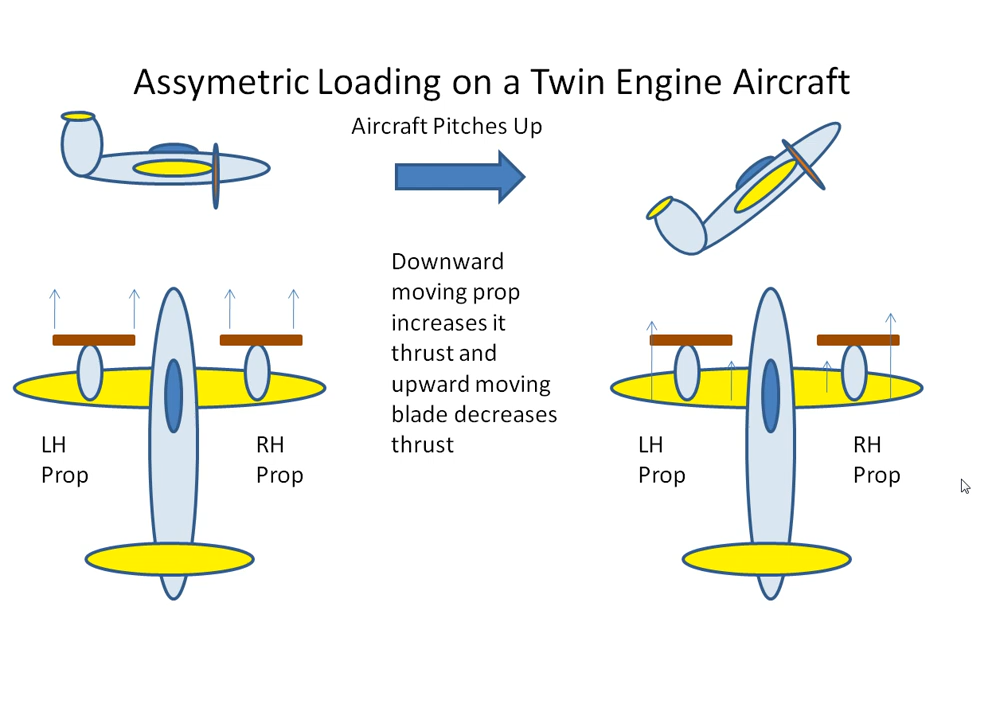 Assymetric Loading on a Twin Engine Aircraft
Aircraft Pitches Up
Downward
moving prop
increases it
thrust and
upward moving
blade decreases
thrust
LH
Prop
RH
Prop
LH
Prop
RH
Prop